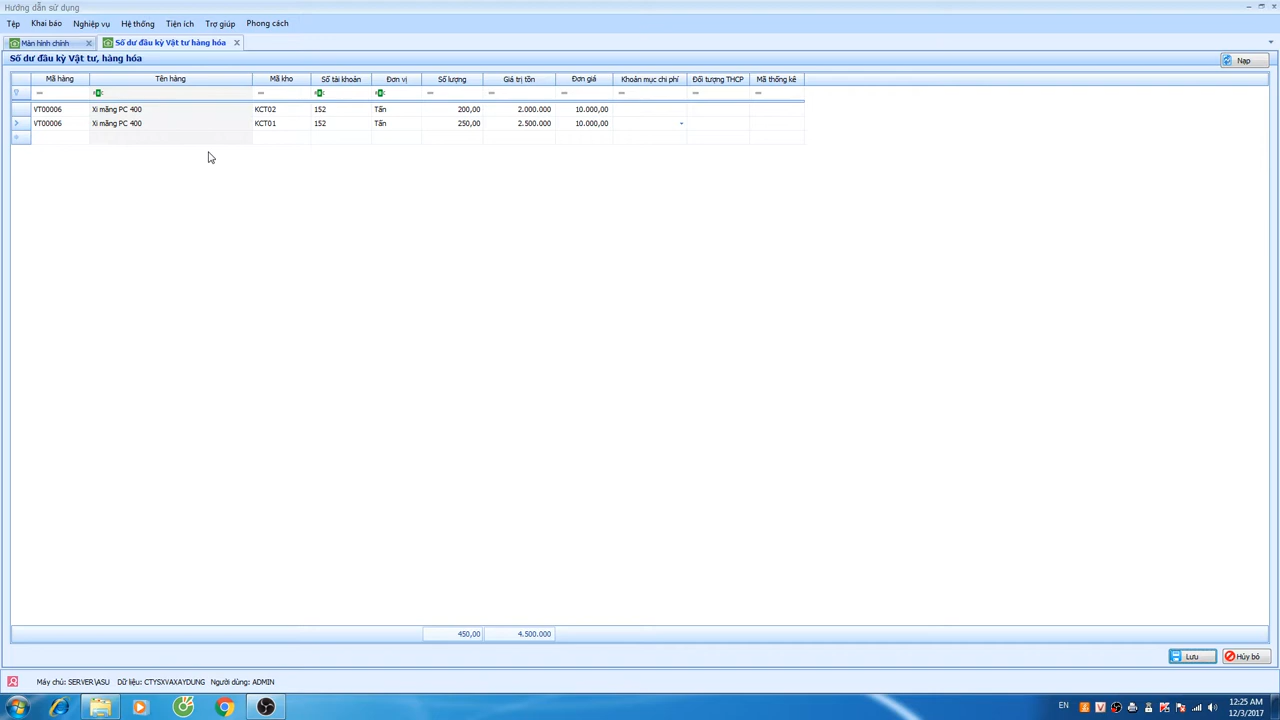 Hướng dẫn sử dụng
Tệp Khai báo Nghiệp vụ Hệ thống Tiện ích Trợ giúp Phong cách
Màn hình chính Số dư đầu kỳ Vật tư hàng hóa
Số dư đầu kỳ Vật tư, hàng hóa Nạp
Mã hàng Tên hàng Mã kho Số tài khoản Đơn vị Số lượng Giá trị tồn Đơn giá Khoản mục chi phí Đối tượng THCP Mã thống kê
VT00006 Xi măng PC 400 KCT02 152 Tấn 200,00 2.000.000 10.000,00
VT00006 Xi măng PC 400 KCT01 152 Tấn 250,00 2.500.000 10.000,00
450,00 4.500.000
Lưu Hủy bỏ
Máy chủ: SERVER\ASU Dữ liệu: CTYSXVAXAYDUNG Người dùng: ADMIN
EN 12:25 AM
12/3/2017